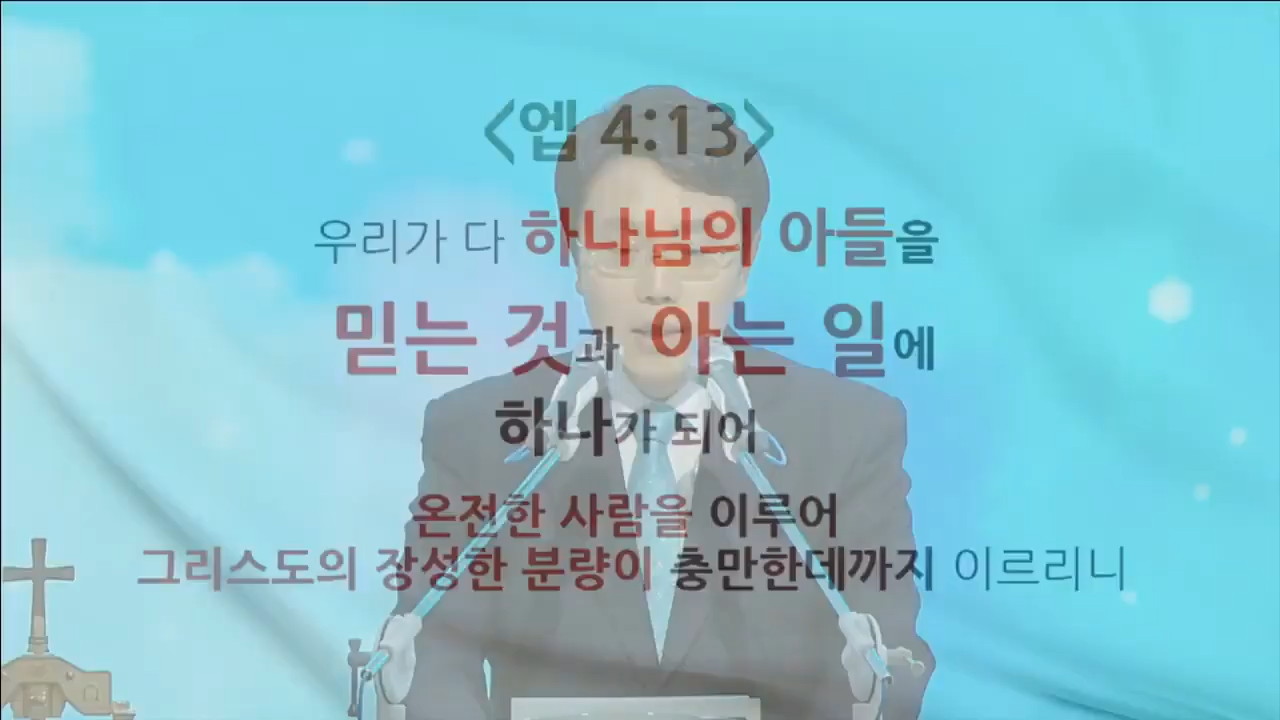 <엡 4:13>
우리가 다 하나님의 아들을
믿는 것과 아는 일에
하나가 되어
온전한 사람을 이루어
그리스도의 장성한 분량이 충만한데까지 이르리니